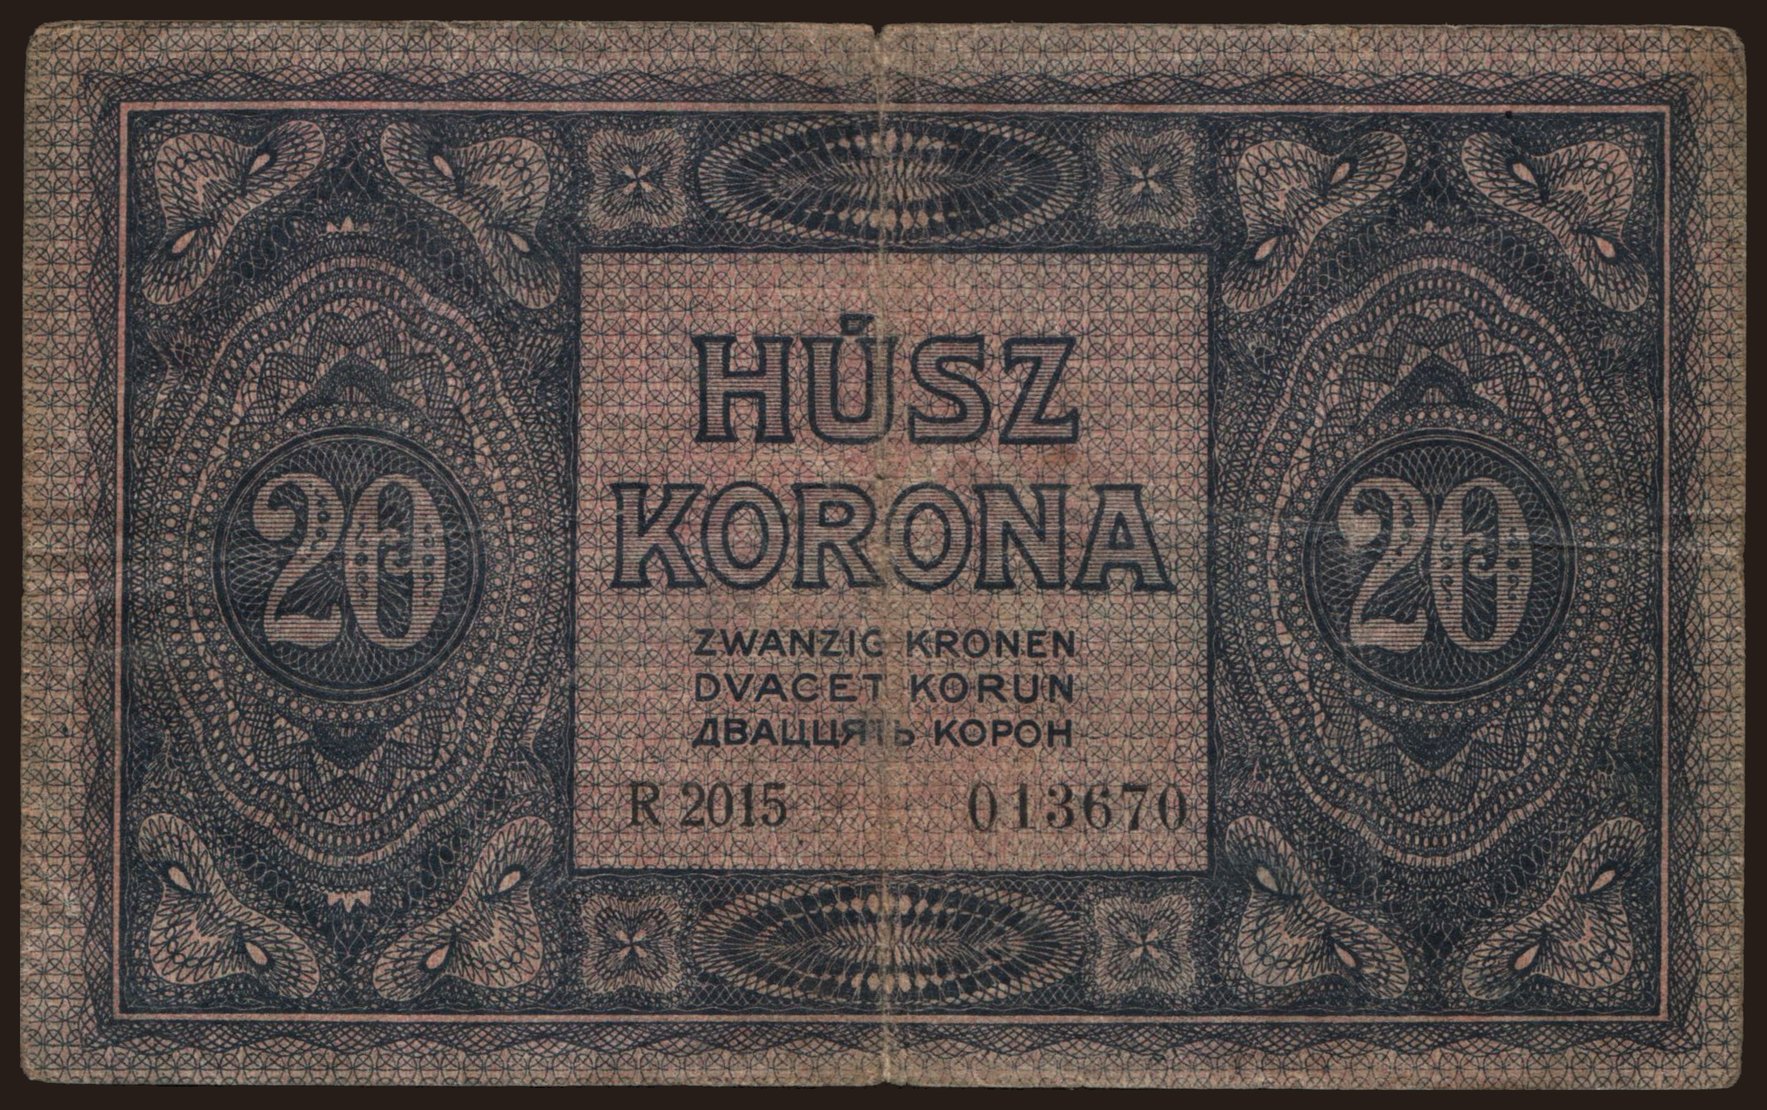 HÚSZ
KORONA
20
20
ZWANZIG KRONEN
DVACET KORUN
ДВАЦЦЯТЬ КОРОН
R 2015 013670